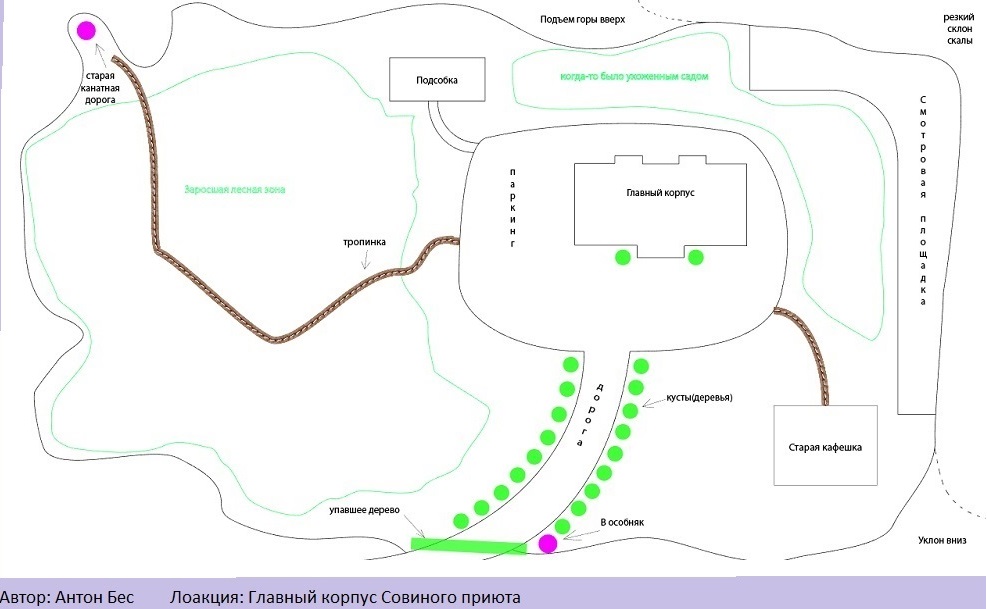 Подъем горы вверх
резкий
склон
скалы
старая
канатная
дорога
Подсобка
когда-то было ухоженным садом
Смотровая площадка
Заросшая лесная зона
паркинг
Главный корпус
тропинка
дорога
кусты(деревья)
Старая кафешка
упавшее дерево
В особняк
Уклон вниз
Автор: Антон Бес Лоакция: Главный корпус Совиного приюта